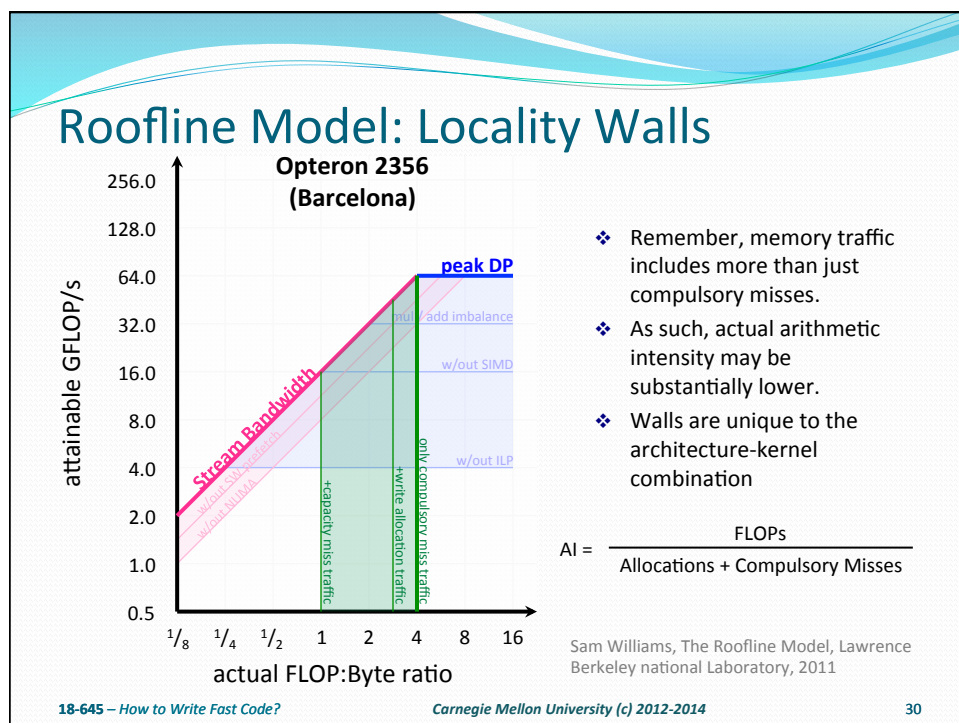 Roofline Model: Locality Walls
Opteron 2356
(Barcelona)
256.0
128.0
64.0
32.0
16.0
8.0
4.0
2.0
1.0
0.5
attainable GFLOP/s
peak DP
mul / add imbalance
w/out SIMD
w/out ILP
Stream Bandwidth
w/out SW prefetch
w/out NUMA
+capacity miss traffic
+write allocation traffic
only compulsory miss traffic
1/8 1/4 1/2 1 2 4 8 16
actual FLOP:Byte ratio
❖ Remember, memory traffic
includes more than just
compulsory misses.
❖ As such, actual arithmetic
intensity may be
substantially lower.
❖ Walls are unique to the
architecture-kernel
combination
AI =
FLOPs
Allocations + Compulsory Misses
Sam Williams, The Roofline Model, Lawrence
Berkeley national Laboratory, 2011
18-645 – How to Write Fast Code?
Carnegie Mellon University (c) 2012-2014
30